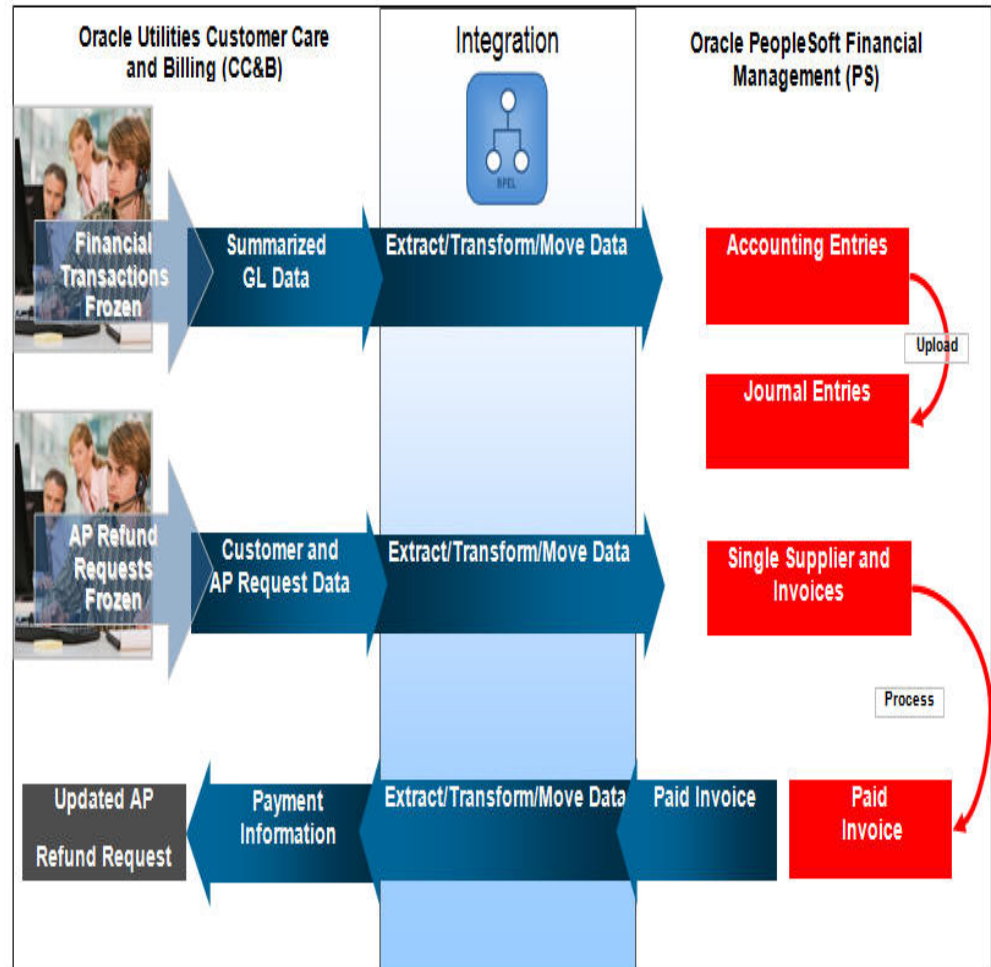 Oracle Utilities Customer Care
and Billing (CC&B)
Integration
Oracle PeopleSoft Financial
Management (PS)
BPEL
Financial
Transactions
Frozen
Summarized
GL Data
Extract/Transform/Move Data
Accounting Entries
Upload
Journal Entries
AP Refund
Requests
Frozen
Customer and
AP Request Data
Extract/Transform/Move Data
Single Supplier and
Invoices
Process
Updated AP
Refund Request
Payment
Information
Extract/Transform/Move Data
Paid Invoice
Paid
Invoice